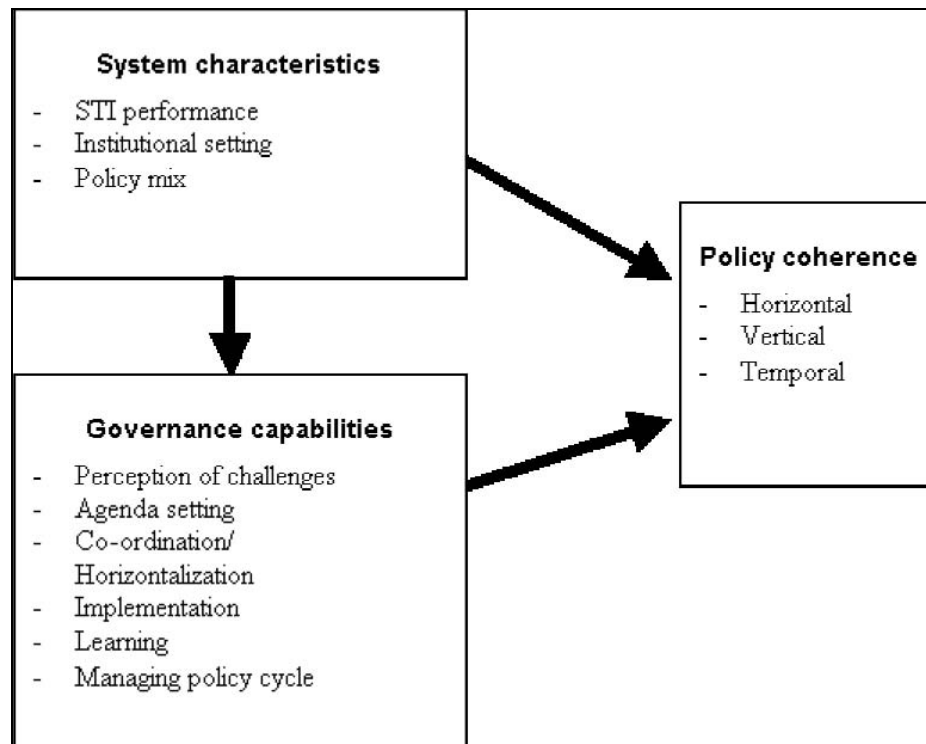 System characteristics
- STI performance
- Institutional setting
- Policy mix
Policy coherence
- Horizontal
- Vertical
- Temporal
Governance capabilities
- Perception of challenges
- Agenda setting
- Co-ordination/
Horizontalization
- Implementation
- Learning
- Managing policy cycle